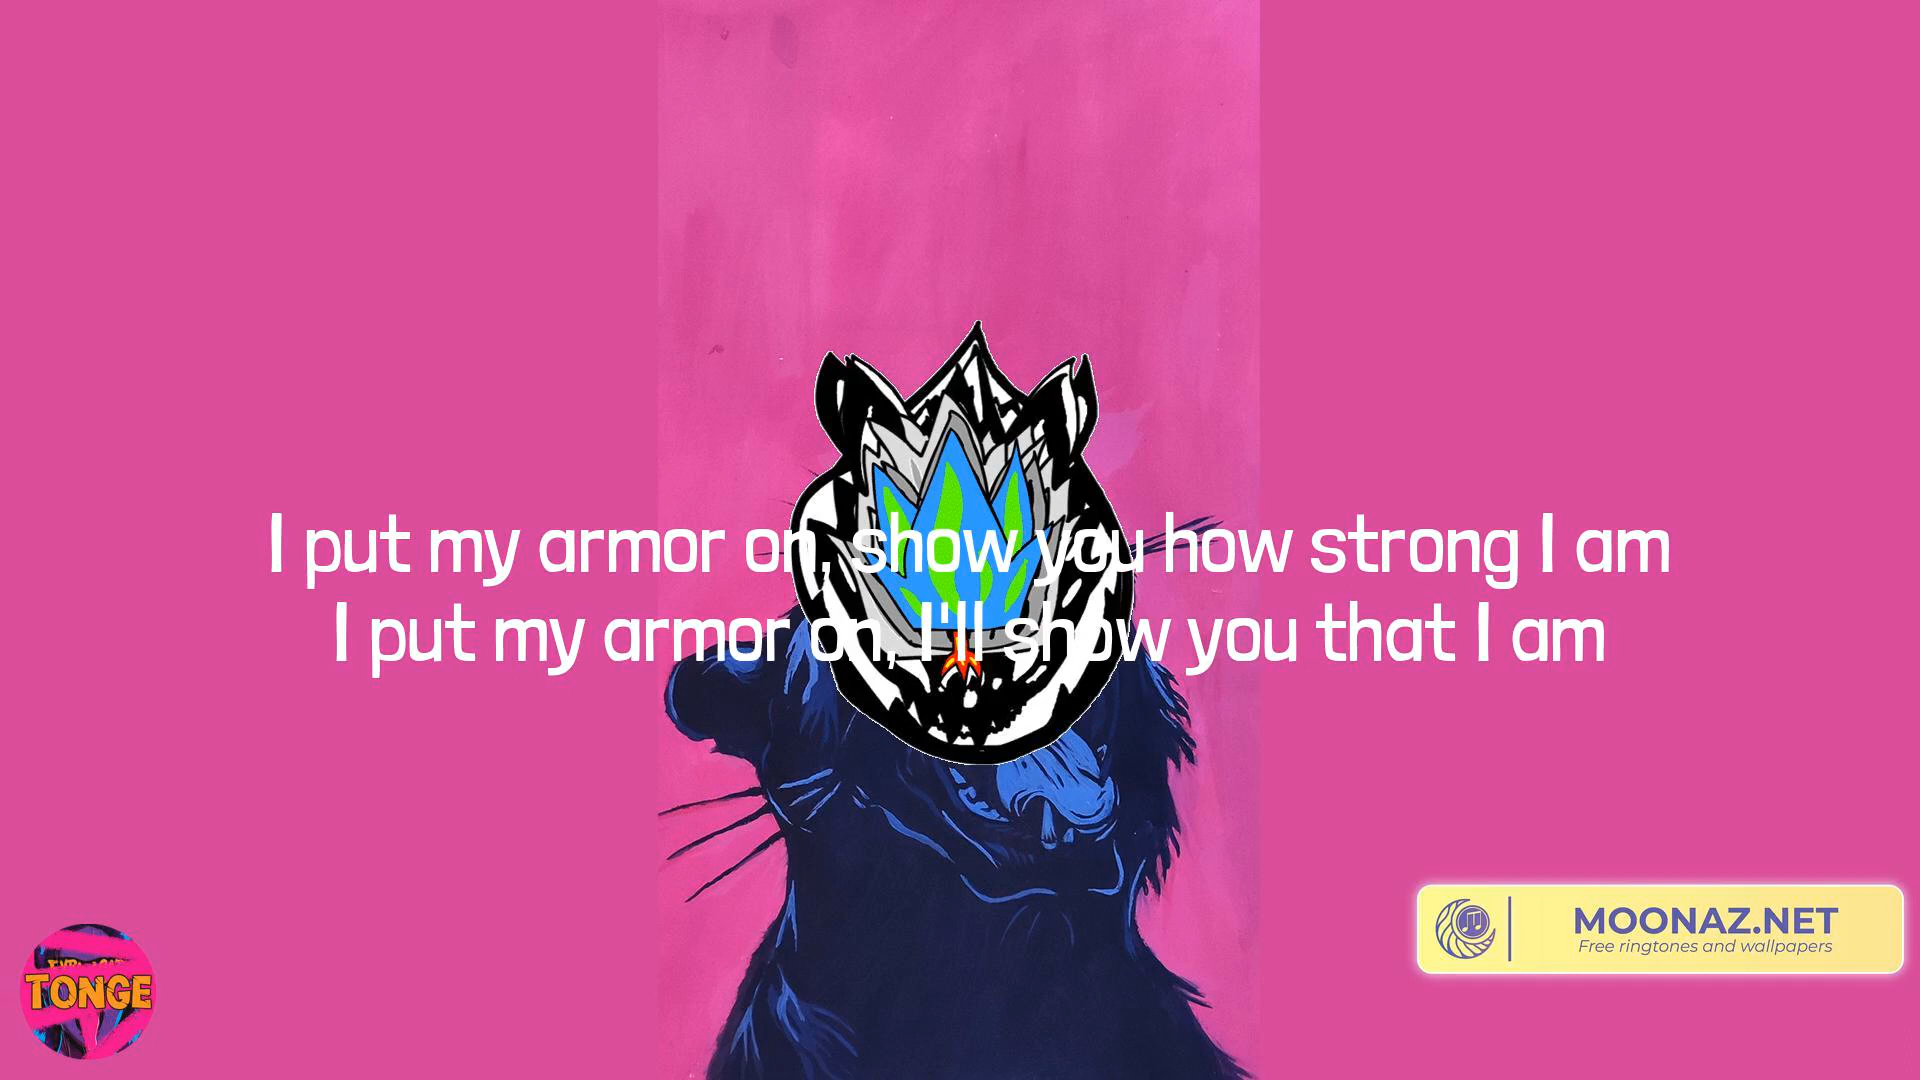 I put my armor on, show you how strong I am
I put my armor on, I'll show you that I am
MOONAZ.NET
Free ringtones and wallpapers
TONGE